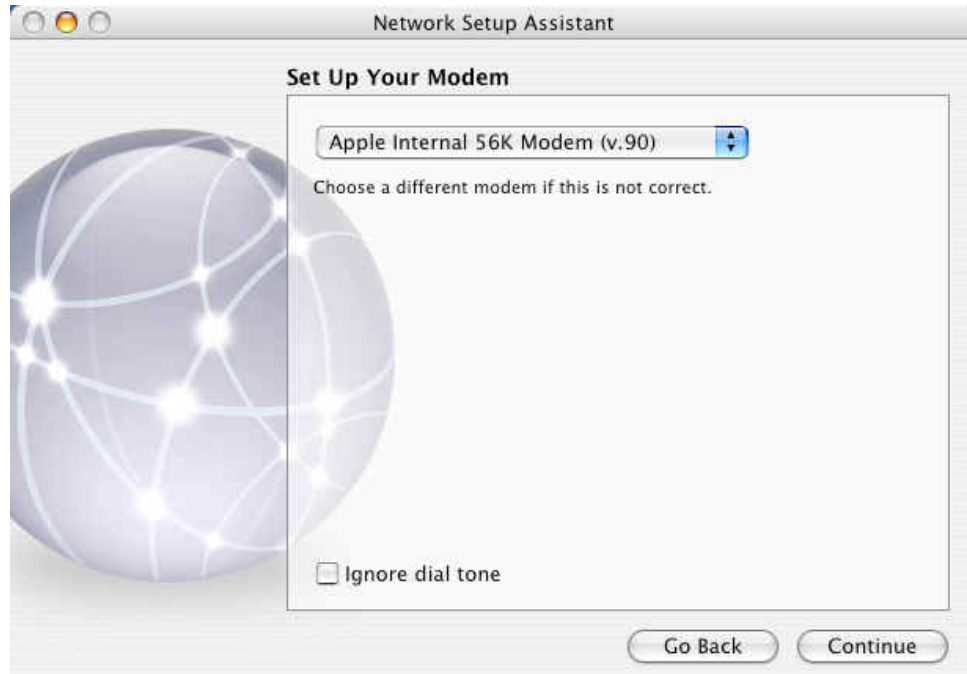 Network Setup Assistant
Set Up Your Modem
Apple Internal 56K Modem (v.90)
Choose a different modem if this is not correct.
Ignore dial tone
Go Back
Continue